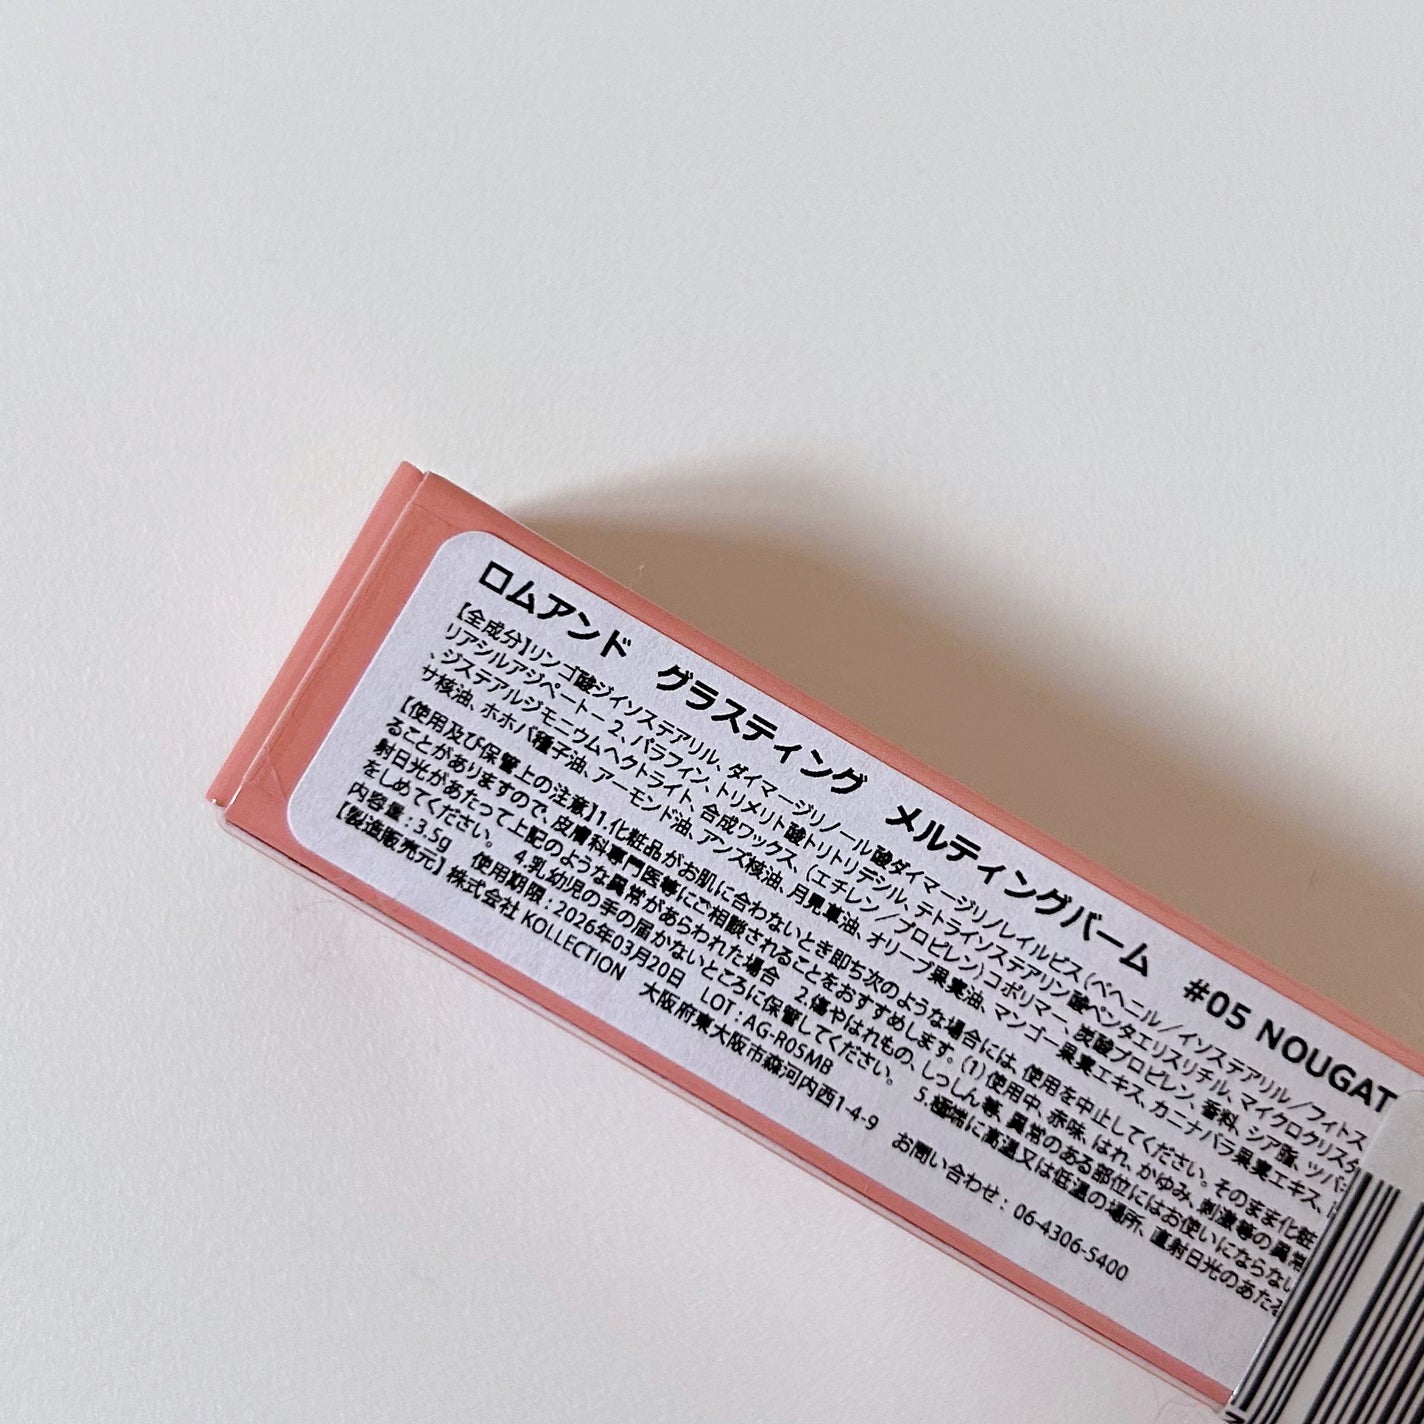 ロムアンド グラスティング メルティングバーム #05 NOUGAT
【全成分】リンゴ酸ジイソステアリル、ダイマージリノール酸ダイマージリノレイルビス(ベヘニル／イソステアリル／フィトス
リアシルアジペートー2、パラフィン、トリメリト酸トリトリデシル、テトライソステアリン酸ペンタエリスリチル、マイクロクリスタ
、ジステアルジモニウムヘクトライト、合成ワックス、(エチレン／プロピレン)コポリマー、炭酸プロピレン、香料、シア脂、ツバキ
サ核油、ホホバ種子油、アーモンド油、アンズ核油、月見草油、オリーブ果実油、マンゴー果実エキス、カニナバラ果実エキス、
【使用及び保管上の注意】1.化粧品がお肌に合わないとき即ち次のような場合には、使用を中止してください。そのまま化粧
ることがありますので、皮膚科専門医等にご相談されることをおすすめします。(1)使用中、赤味、はれ、かゆみ、刺激等の異常
射日光があたって上記のような異常があらわれた場合 2.傷やはれもの、しっしん等、異常のある部位にはお使いにならない
をしめてください。 4.乳幼児の手の届かないところに保管してください。 5.極端に高温又は低温の場所、直射日光のあたる
内容量：3.5g 使用期限：2026年03月20日 LOT：AG-R05MB
【製造販売元】株式会社 KOLLECTION 大阪府東大阪市森河内西1-4-9 お問い合わせ：06-4306-5400